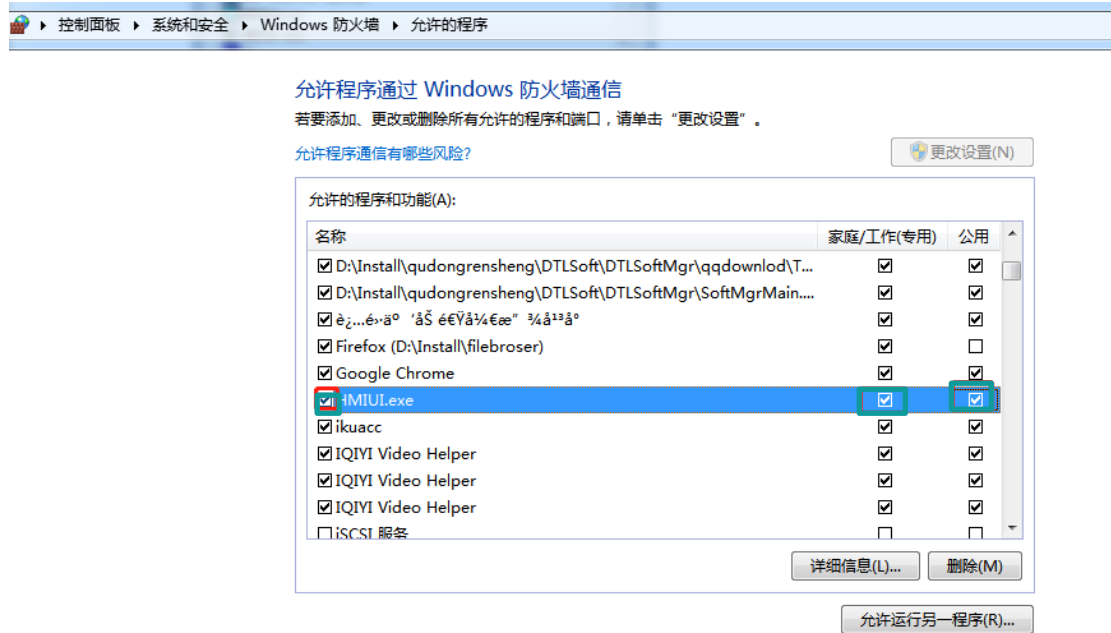 控制面板 系统和安全 Windows 防火墙 允许的程序
允许程序通过 Windows 防火墙通信
若要添加、更改或删除所有允许的程序和端口，请单击“更改设置”。
允许程序通信有哪些风险?
更改设置(N)
允许的程序和功能(A):
名称 家庭/工作(专用) 公用
D:\Install\qudongrensheng\DTLSoft\DTLSoftMgr\qqdownlod\T...
D:\Install\qudongrensheng\DTLSoft\DTLSoftMgr\SoftMgrMain....
Firefox (D:\Install\filebroser)
Google Chrome
HMIUI.exe
ikuacc
IQIYI Video Helper
IQIYI Video Helper
IQIYI Video Helper
iSCSI 服务
详细信息(L)... 删除(M)
允许运行另一程序(R)...